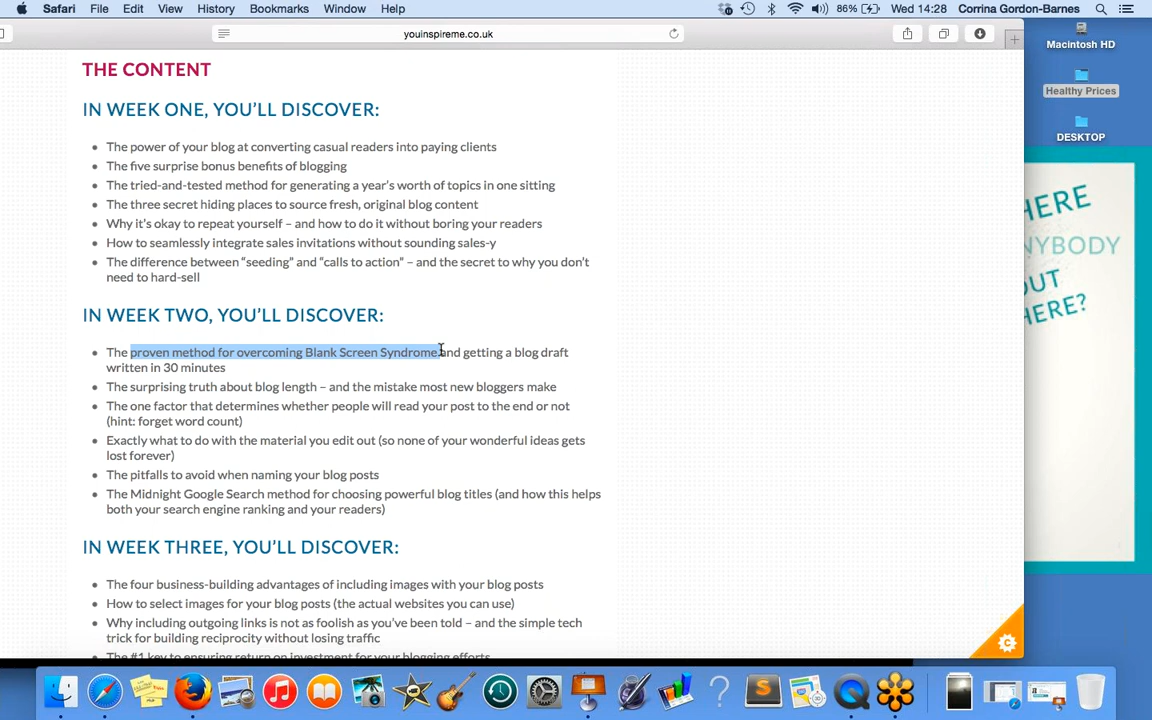 Safari File Edit View History Bookmarks Window Help 86% Wed 14:28 Corrina Gordon-Barnes
youinspireme.co.uk
Macintosh HD
Healthy Prices
DESKTOP
THE CONTENT
IN WEEK ONE, YOU'LL DISCOVER:
The power of your blog at converting casual readers into paying clients
The five surprise bonus benefits of blogging
The tried-and-tested method for generating a year's worth of topics in one sitting
The three secret hiding places to source fresh, original blog content
Why it's okay to repeat yourself – and how to do it without boring your readers
How to seamlessly integrate sales invitations without sounding sales-y
The difference between "seeding" and "calls to action" – and the secret to why you don't
need to hard-sell
IN WEEK TWO, YOU'LL DISCOVER:
The proven method for overcoming Blank Screen Syndrome and getting a blog draft
written in 30 minutes
The surprising truth about blog length – and the mistake most new bloggers make
The one factor that determines whether people will read your post to the end or not
(hint: forget word count)
Exactly what to do with the material you edit out (so none of your wonderful ideas gets
lost forever)
The pitfalls to avoid when naming your blog posts
The Midnight Google Search method for choosing powerful blog titles (and how this helps
both your search engine ranking and your readers)
IN WEEK THREE, YOU'LL DISCOVER:
The four business-building advantages of including images with your blog posts
How to select images for your blog posts (the actual websites you can use)
Why including outgoing links is not as foolish as you've been told – and the simple tech
trick for building reciprocity without losing traffic
The #1 key to ensuring return on investment for your blogging efforts
HERE
NYBODY
OUT
HERE?